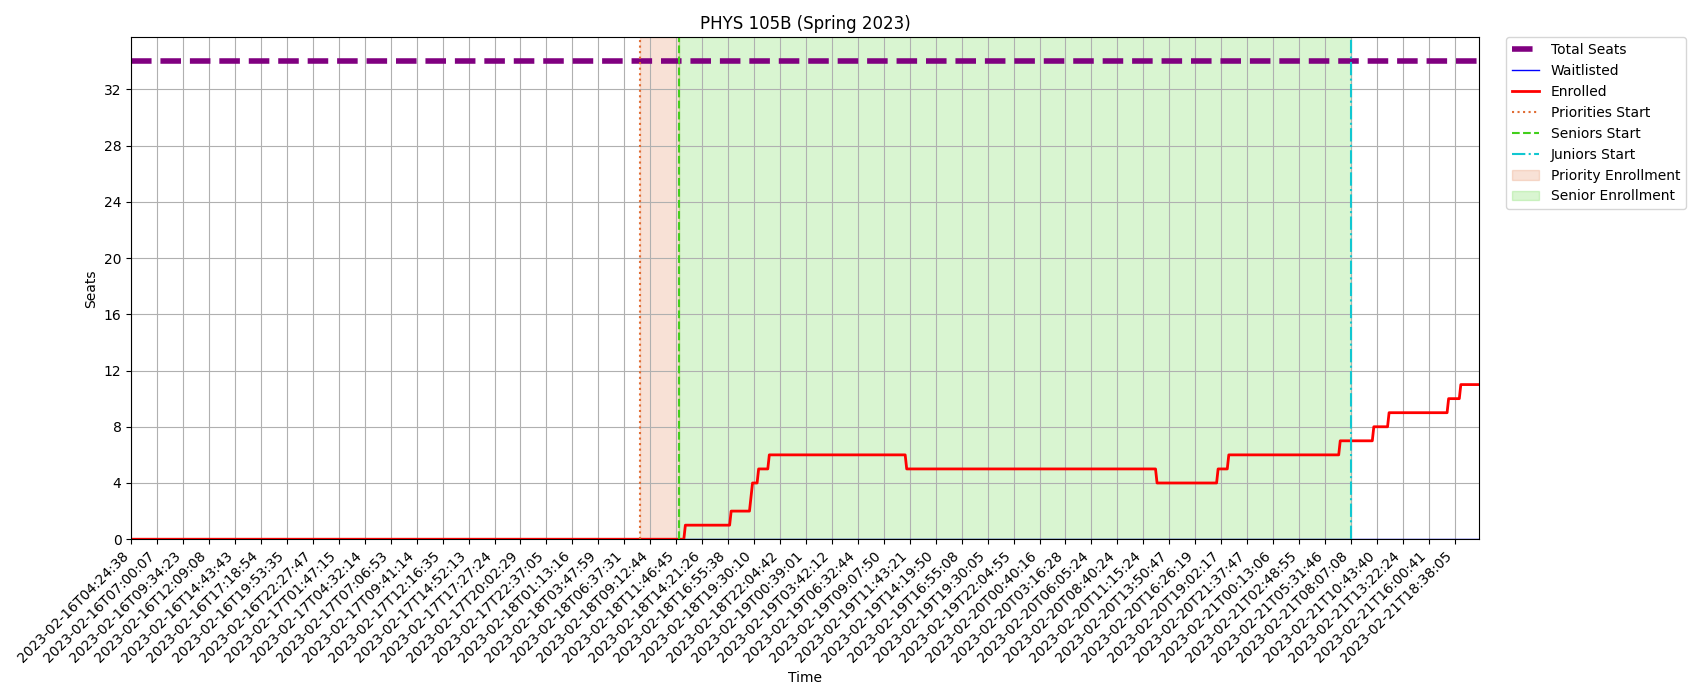 PHYS 105B (Spring 2023)
Total Seats
Waitlisted
Enrolled
Priorities Start
Seniors Start
Juniors Start
Priority Enrollment
Senior Enrollment
Seats
32
28
24
20
16
12
8
4
0
2023-02-16T04:24:38
2023-02-16T07:00:07
2023-02-16T09:34:23
2023-02-16T12:09:08
2023-02-16T14:43:43
2023-02-16T17:18:54
2023-02-16T19:53:35
2023-02-16T22:27:47
2023-02-17T01:47:15
2023-02-17T04:32:14
2023-02-17T07:06:53
2023-02-17T09:41:14
2023-02-17T12:16:35
2023-02-17T14:52:13
2023-02-17T17:27:24
2023-02-17T20:02:29
2023-02-17T22:37:05
2023-02-18T01:13:16
2023-02-18T03:47:59
2023-02-18T06:37:31
2023-02-18T09:12:44
2023-02-18T11:46:45
2023-02-18T14:21:26
2023-02-18T16:55:38
2023-02-18T19:30:10
2023-02-18T22:04:42
2023-02-19T00:39:01
2023-02-19T03:42:12
2023-02-19T06:32:44
2023-02-19T09:07:50
2023-02-19T11:43:21
2023-02-19T14:19:50
2023-02-19T16:55:08
2023-02-19T19:30:05
2023-02-19T22:04:55
2023-02-20T00:40:16
2023-02-20T03:16:28
2023-02-20T06:05:24
2023-02-20T08:40:24
2023-02-20T11:15:24
2023-02-20T13:50:47
2023-02-20T16:26:19
2023-02-20T19:02:17
2023-02-20T21:37:47
2023-02-21T00:13:06
2023-02-21T02:48:55
2023-02-21T05:31:46
2023-02-21T08:07:08
2023-02-21T10:43:40
2023-02-21T13:22:24
2023-02-21T16:00:41
2023-02-21T18:38:05
Time